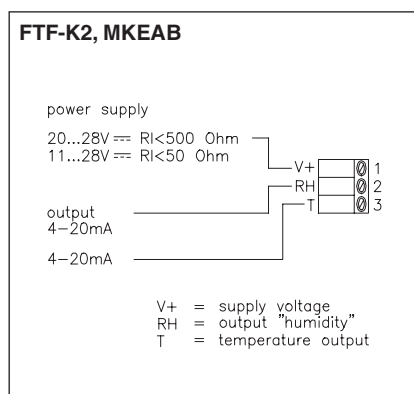 FTF-K2, MKEAB
power supply
20...28V ⎓ RI<500 Ohm
11...28V ⎓ RI<50 Ohm
V+ 1
RH 2
T 3
output
4-20mA
4-20mA
V+ = supply voltage
RH = output "humidity"
T = temperature output